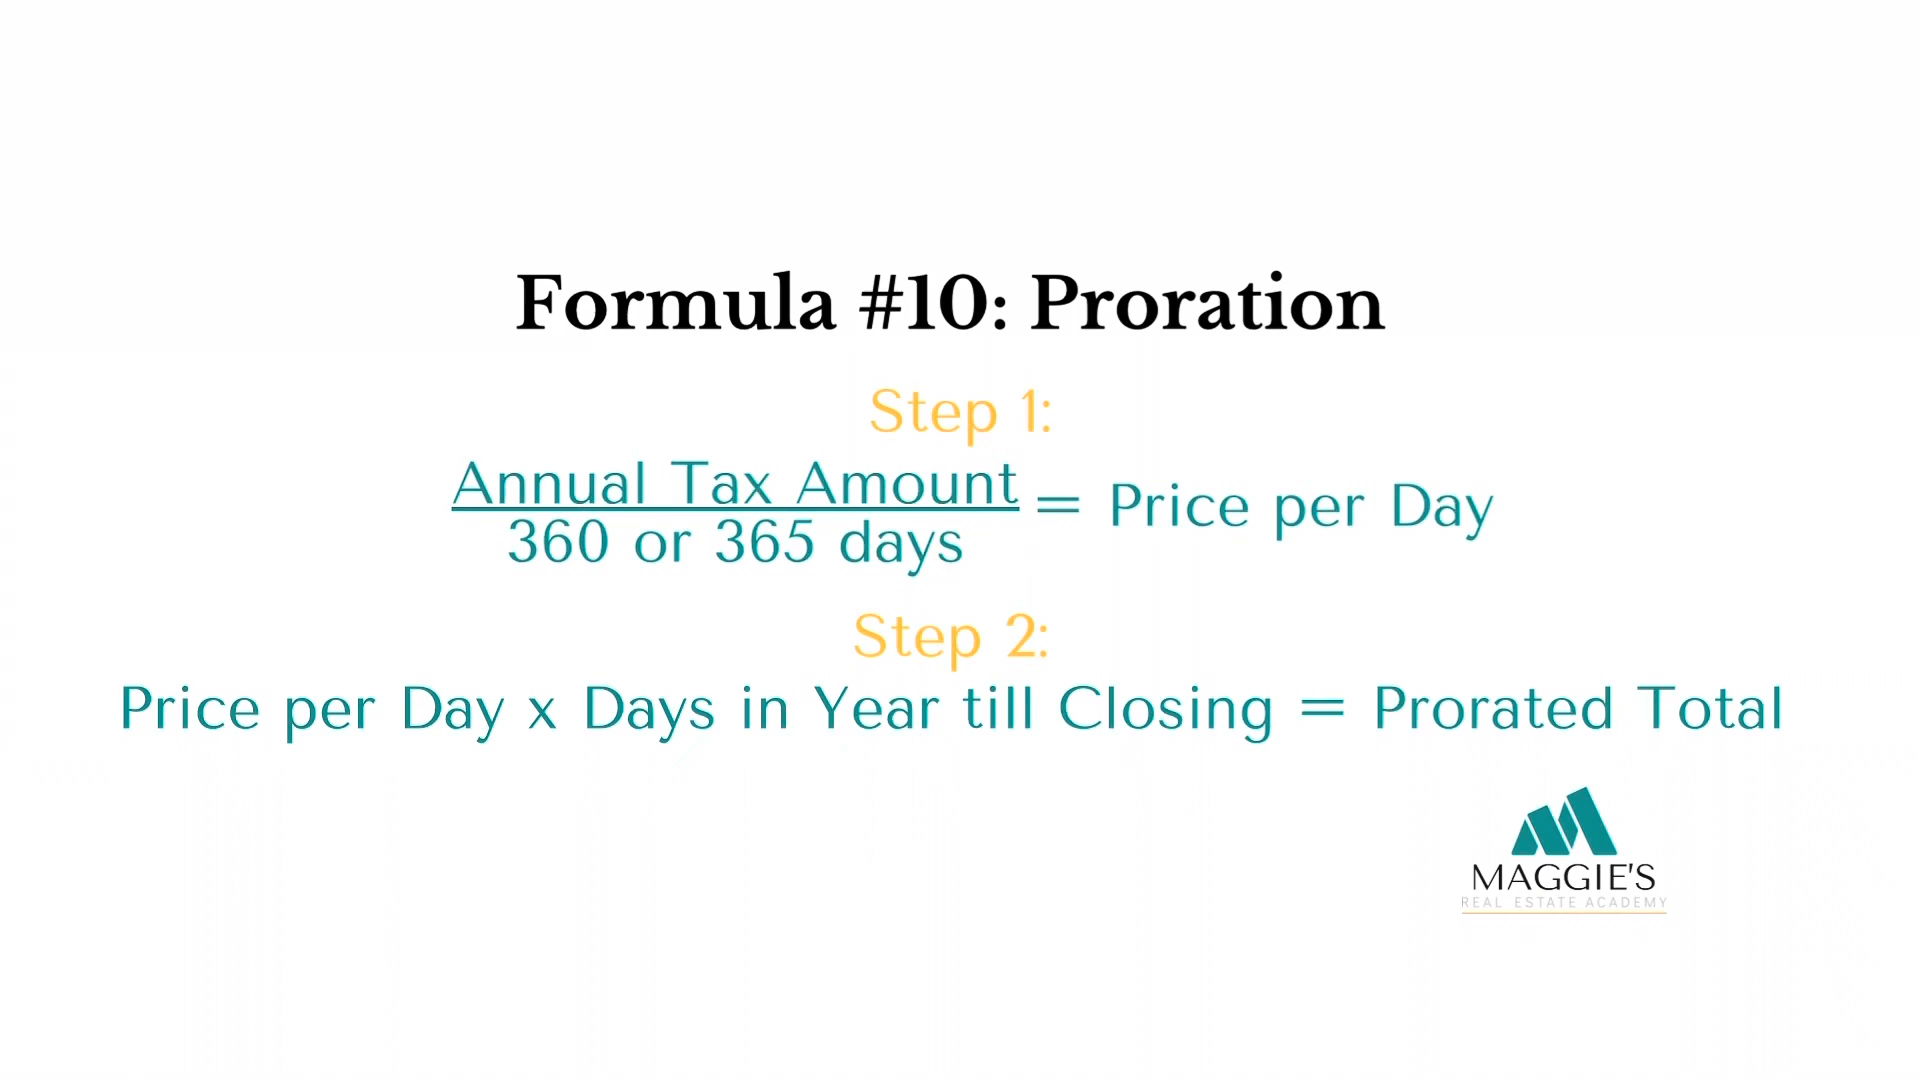 Formula #10: Proration
Step 1:
Annual Tax Amount
360 or 365 days
= Price per Day
Step 2:
Price per Day x Days in Year till Closing = Prorated Total
MAGGIE'S
REAL ESTATE ACADEMY